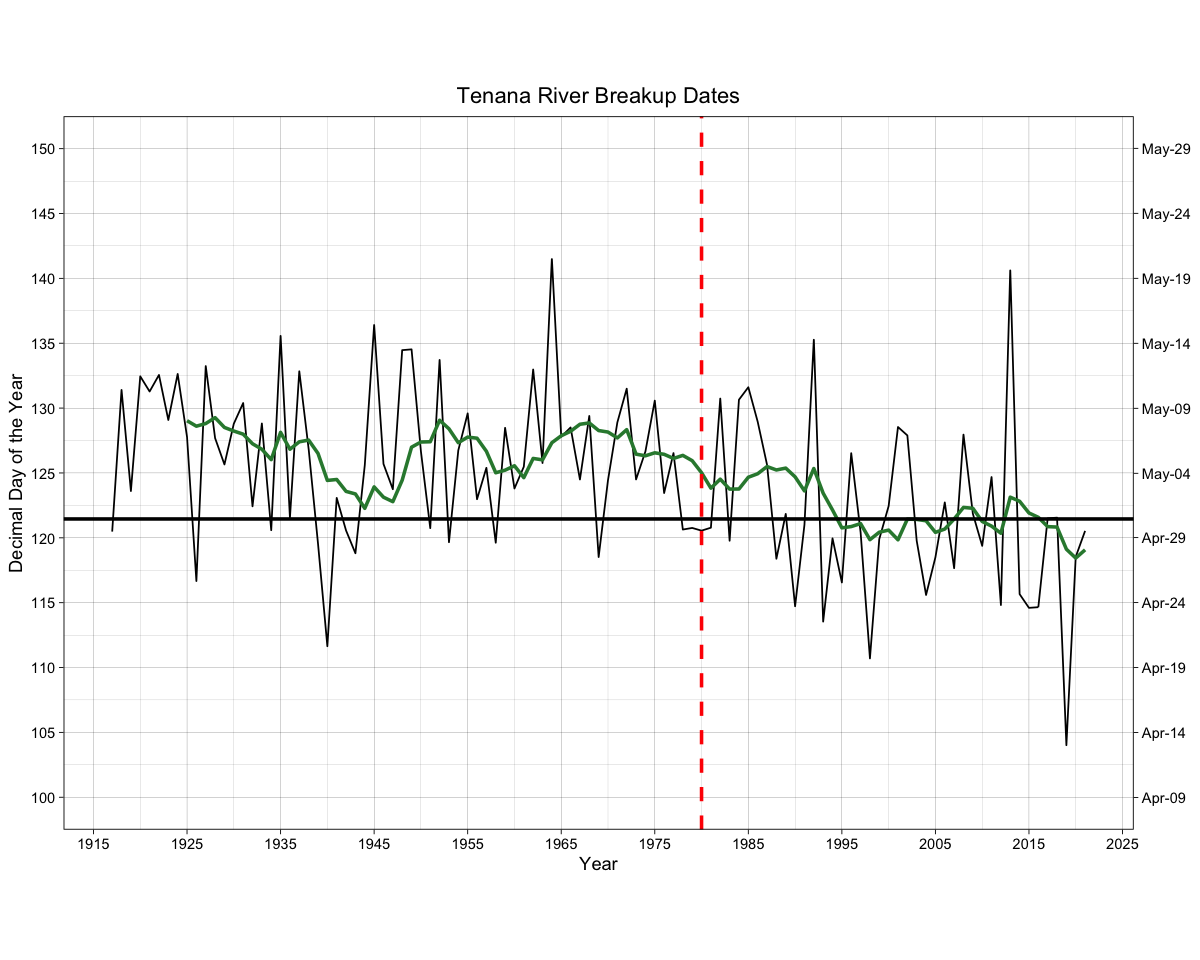 Tenana River Breakup Dates
Decimal Day of the Year
150
145
140
135
130
125
120
115
110
105
100
May-29
May-24
May-19
May-14
May-09
May-04
Apr-29
Apr-24
Apr-19
Apr-14
Apr-09
1915 1925 1935 1945 1955 1965 1975 1985 1995 2005 2015 2025
Year